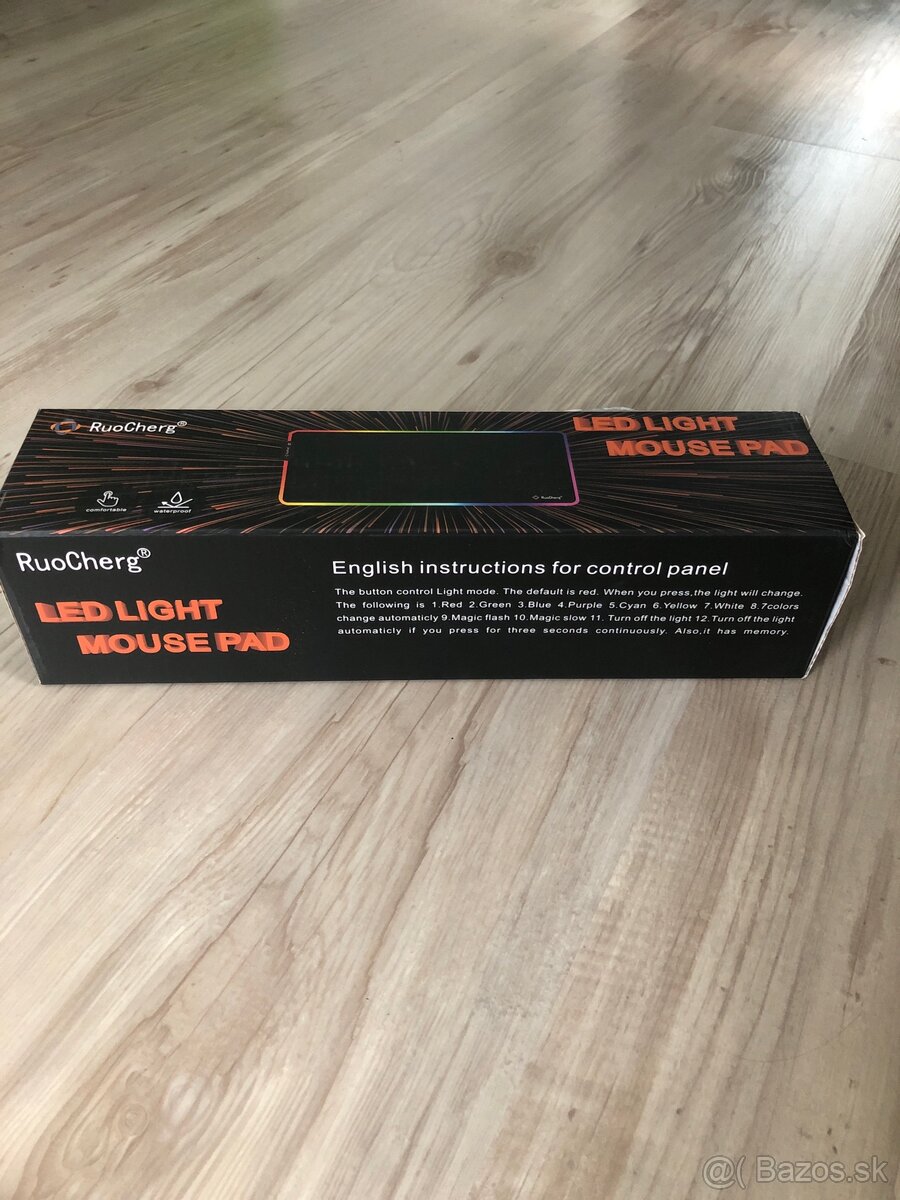 RuoCherg®
LED LIGHT
MOUSE PAD
RuoCherg®
comfortable
waterproof
RuoCherg®
LED LIGHT
MOUSE PAD
English instructions for control panel
The button control Light mode. The default is red. When you press,the light will change.
The following is 1.Red 2.Green 3.Blue 4.Purple 5.Cyan 6.Yellow 7.White 8.7colors
change automaticly 9.Magic flash 10.Magic slow 11. Turn off the light 12.Turn off the light
automaticly if you press for three seconds continuously. Also,it has memory.
@( Bazos.sk